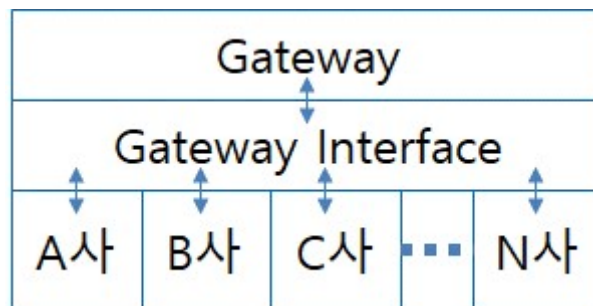 Gateway
Gateway Interface
A사 B사 C사 N사